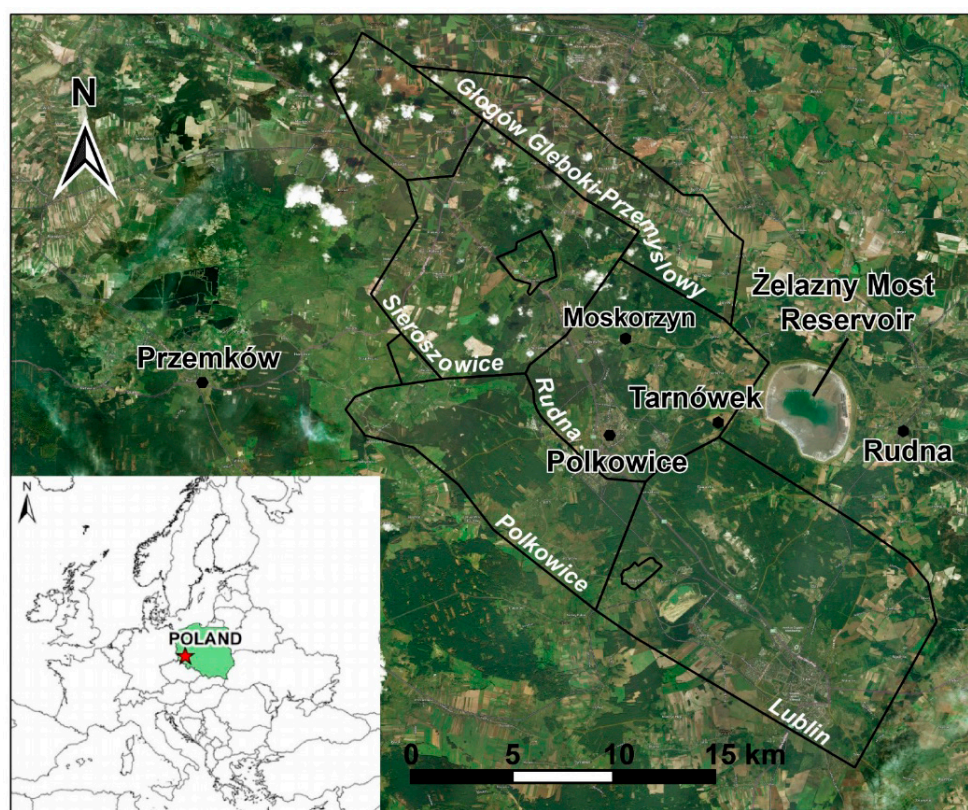 N
Głogów Głeboki-Przemysłowy
Żelazny Most
Reservoir
Moskorzyn
Sieroszowice
Przemków
Rudna
Tarnówek
Polkowice
Rudna
Polkowice
Lublin
N
POLAND
0 5 10 15 km